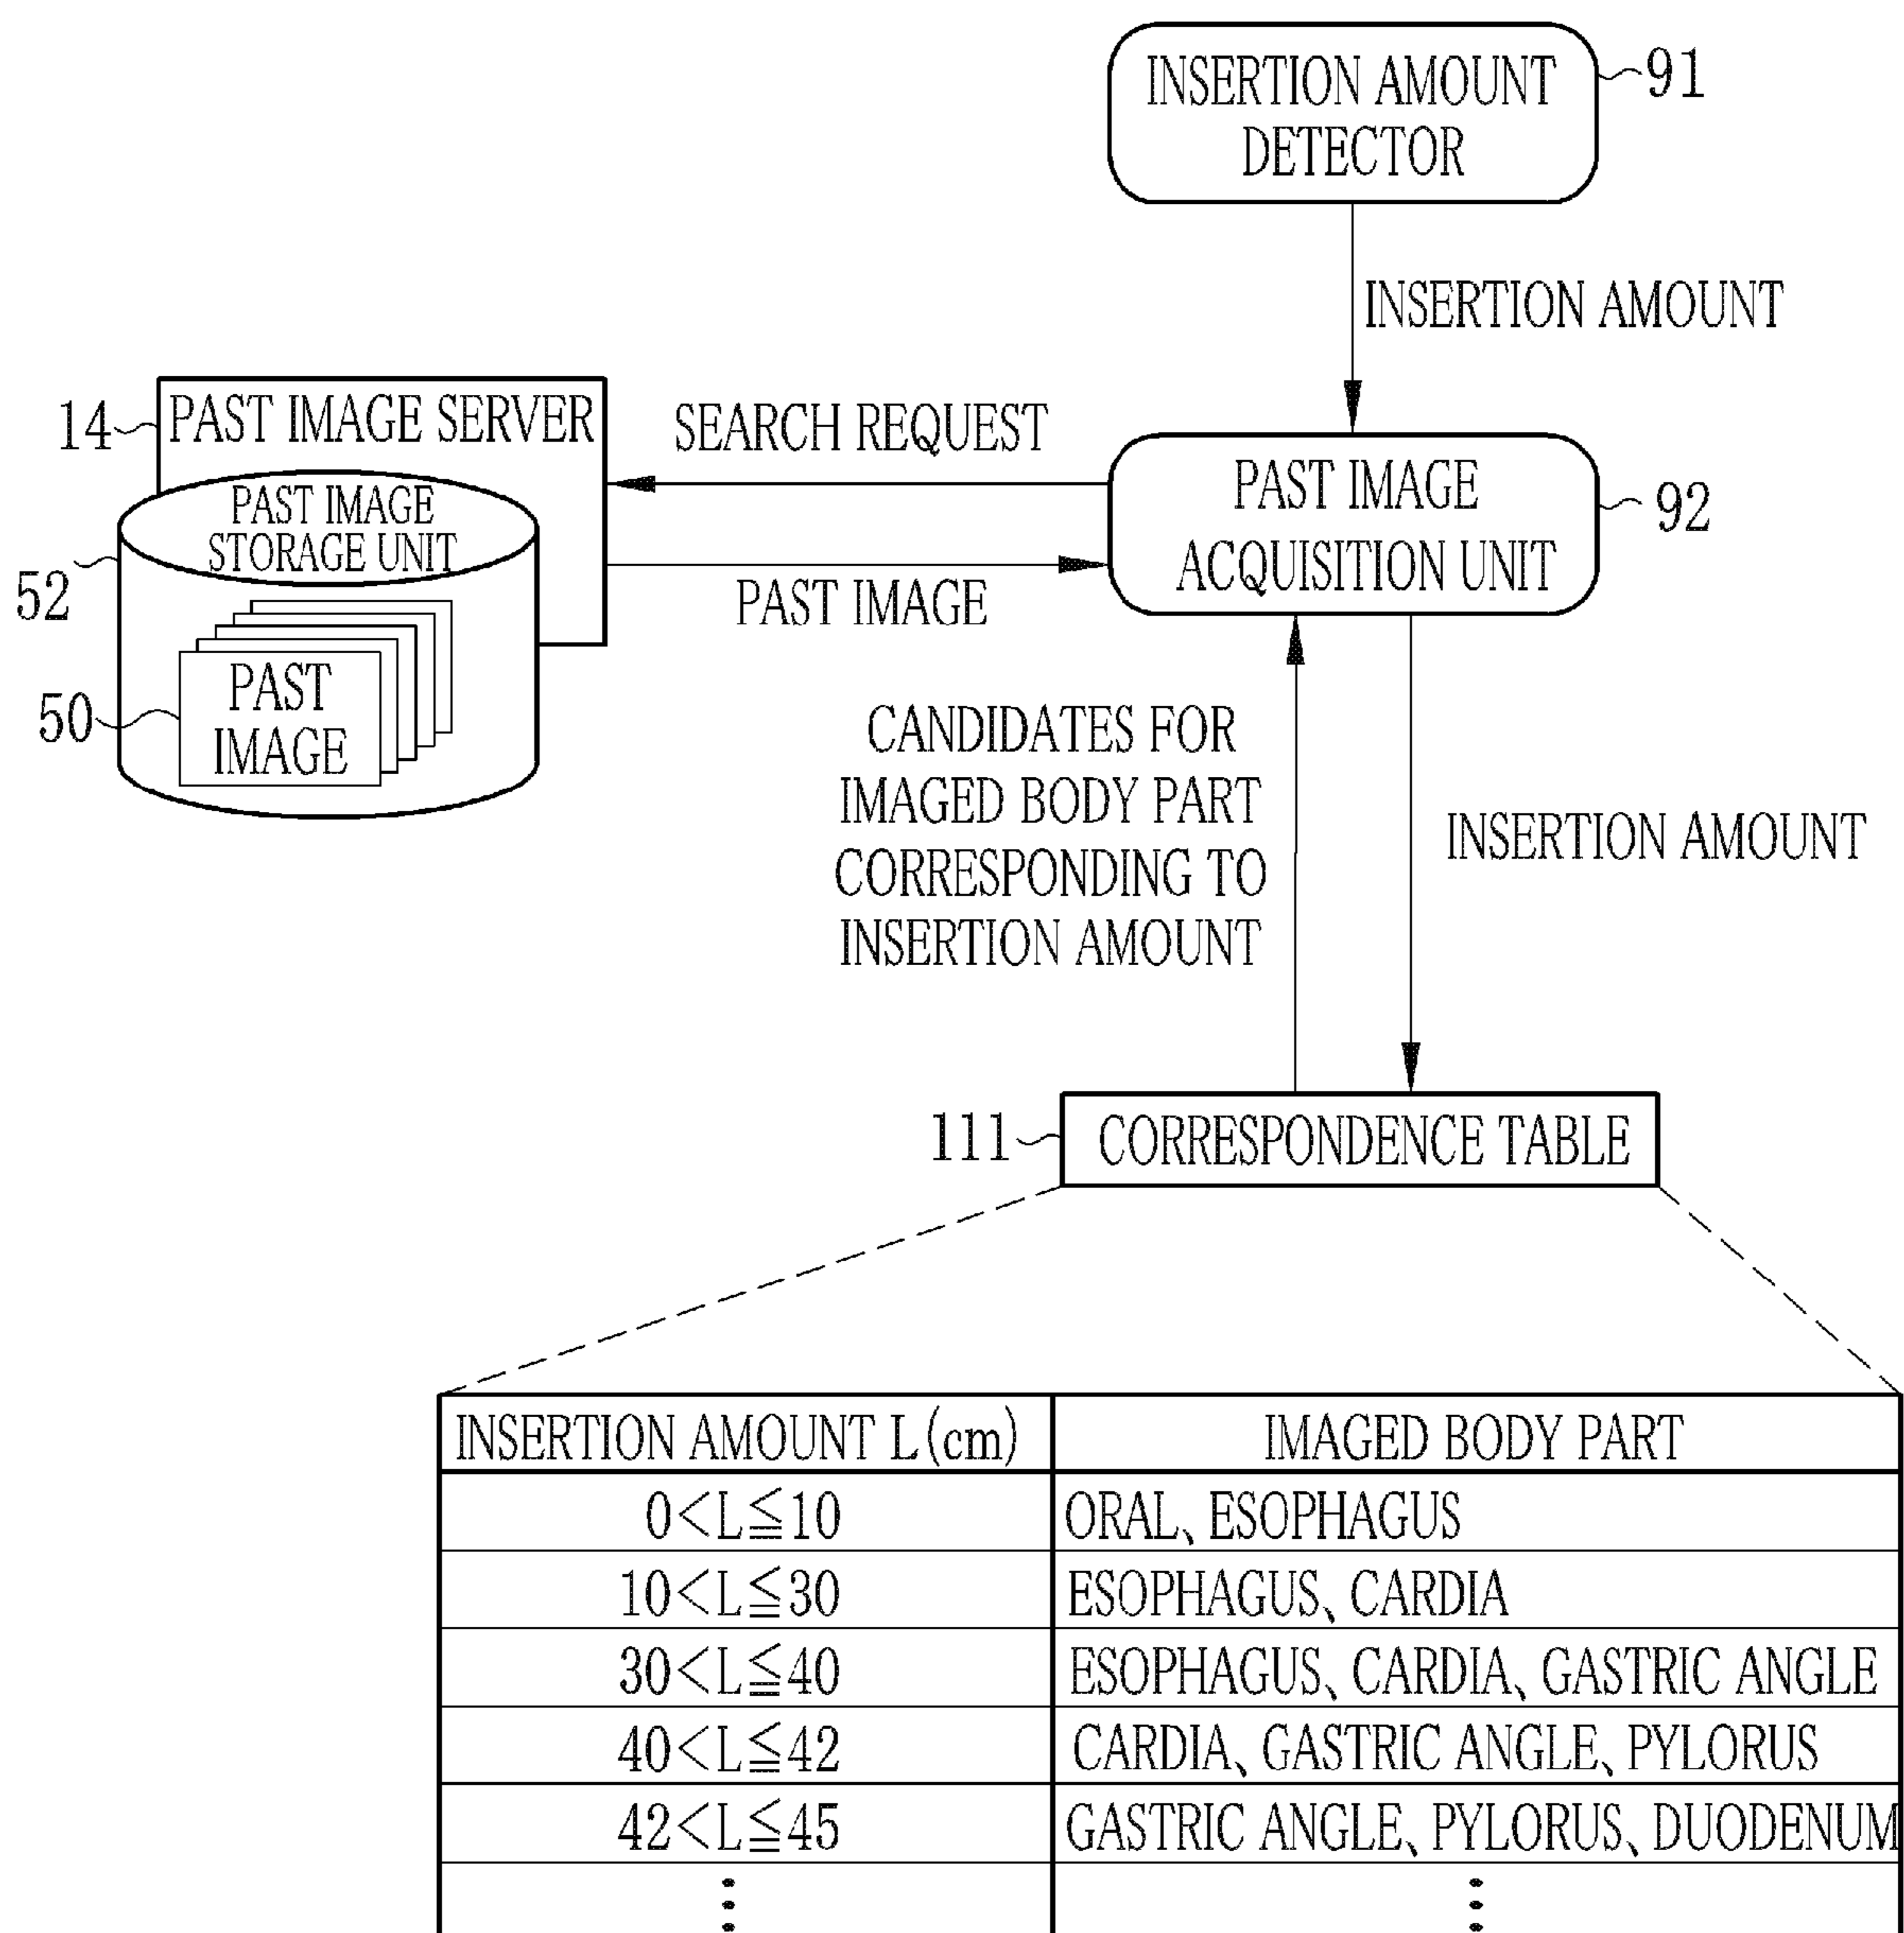 INSERTION AMOUNT
DETECTOR
91
INSERTION AMOUNT
14
PAST IMAGE SERVER
SEARCH REQUEST
PAST IMAGE
ACQUISITION UNIT
92
PAST IMAGE
STORAGE UNIT
52
PAST IMAGE
50
PAST
IMAGE
CANDIDATES FOR
IMAGED BODY PART
CORRESPONDING TO
INSERTION AMOUNT
INSERTION AMOUNT
111
CORRESPONDENCE TABLE
INSERTION AMOUNT L(cm) IMAGED BODY PART
0<L≦10 ORAL、ESOPHAGUS
10<L≦30 ESOPHAGUS、CARDIA
30<L≦40 ESOPHAGUS、CARDIA、GASTRIC ANGLE
40<L≦42 CARDIA、GASTRIC ANGLE、PYLORUS
42<L≦45 GASTRIC ANGLE、PYLORUS、DUODENUM